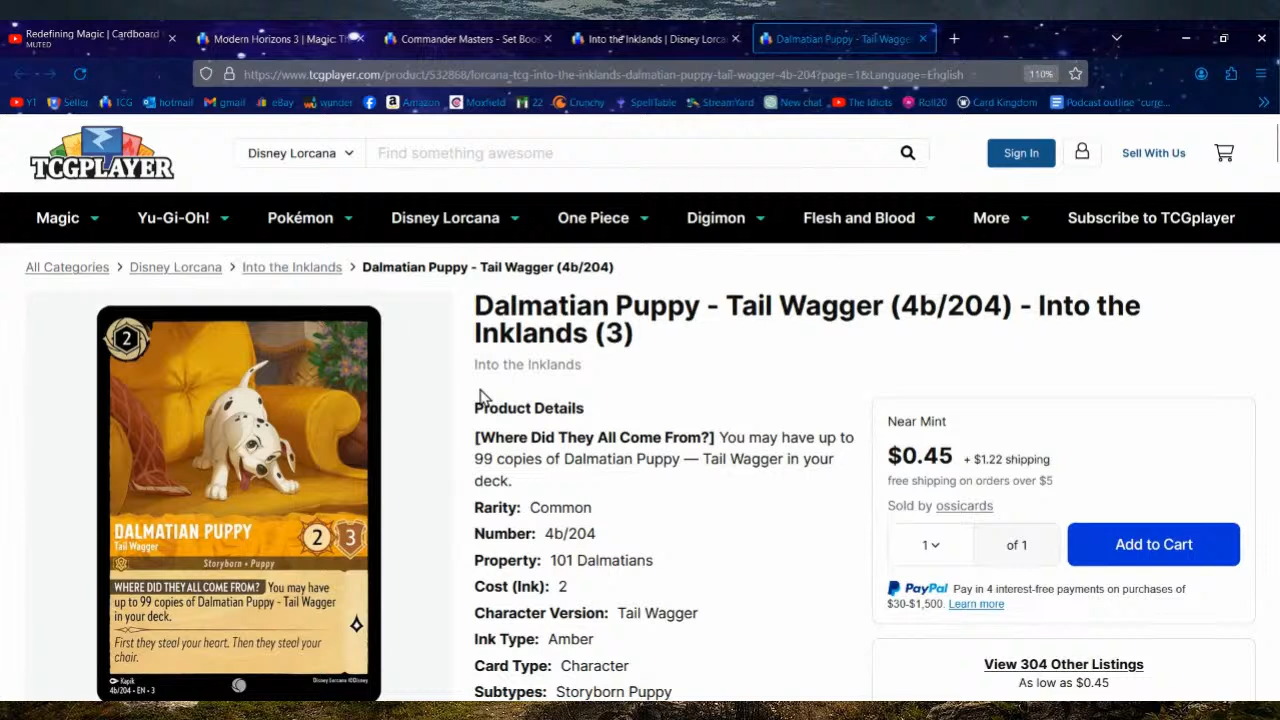 Redefining Magic | Cardboard
MUTED
Modern Horizons 3 | Magic: T
Commander Masters - Set Boos
Into the Inklands | Disney Lorca
Dalmatian Puppy - Tail Wagge
https://www.tcgplayer.com/product/532868/lorcana-tcg-into-the-inklands-dalmatian-puppy-tail-wagger-4b-204?page=1&Language=English
110%
YT
Seller
TCG
hotmail
gmail
eBay
wunder
Amazon
Moxfield
22
Crunchy
SpellTable
StreamYard
New chat
The Idiots
Roll20
Card Kingdom
Podcast outline "curre...
TCGPLAYER
Disney Lorcana
Find something awesome
Sign In
Sell With Us
Magic
Yu-Gi-Oh!
Pokémon
Disney Lorcana
One Piece
Digimon
Flesh and Blood
More
Subscribe to TCGplayer
All Categories > Disney Lorcana > Into the Inklands > Dalmatian Puppy - Tail Wagger (4b/204)
Dalmatian Puppy - Tail Wagger (4b/204) - Into the
Inklands (3)
Into the Inklands
Product Details
[Where Did They All Come From?] You may have up to
99 copies of Dalmatian Puppy — Tail Wagger in your
deck.
Rarity: Common
Number: 4b/204
Property: 101 Dalmatians
Cost (Ink): 2
Character Version: Tail Wagger
Ink Type: Amber
Card Type: Character
Subtypes: Storyborn Puppy
2
DALMATIAN PUPPY
Tail Wagger
2
3
Storyborn • Puppy
WHERE DID THEY ALL COME FROM? You may have
up to 99 copies of Dalmatian Puppy - Tail Wagger
in your deck.
First they steal your heart. Then they steal your
chair.
Kapik
4b/204 • EN • 3
Disney Lorcana ©Disney
Near Mint
$0.45 + $1.22 shipping
free shipping on orders over $5
Sold by ossicards
1
of 1
Add to Cart
PayPal Pay in 4 interest-free payments on purchases of
$30-$1,500. Learn more
View 304 Other Listings
As low as $0.45